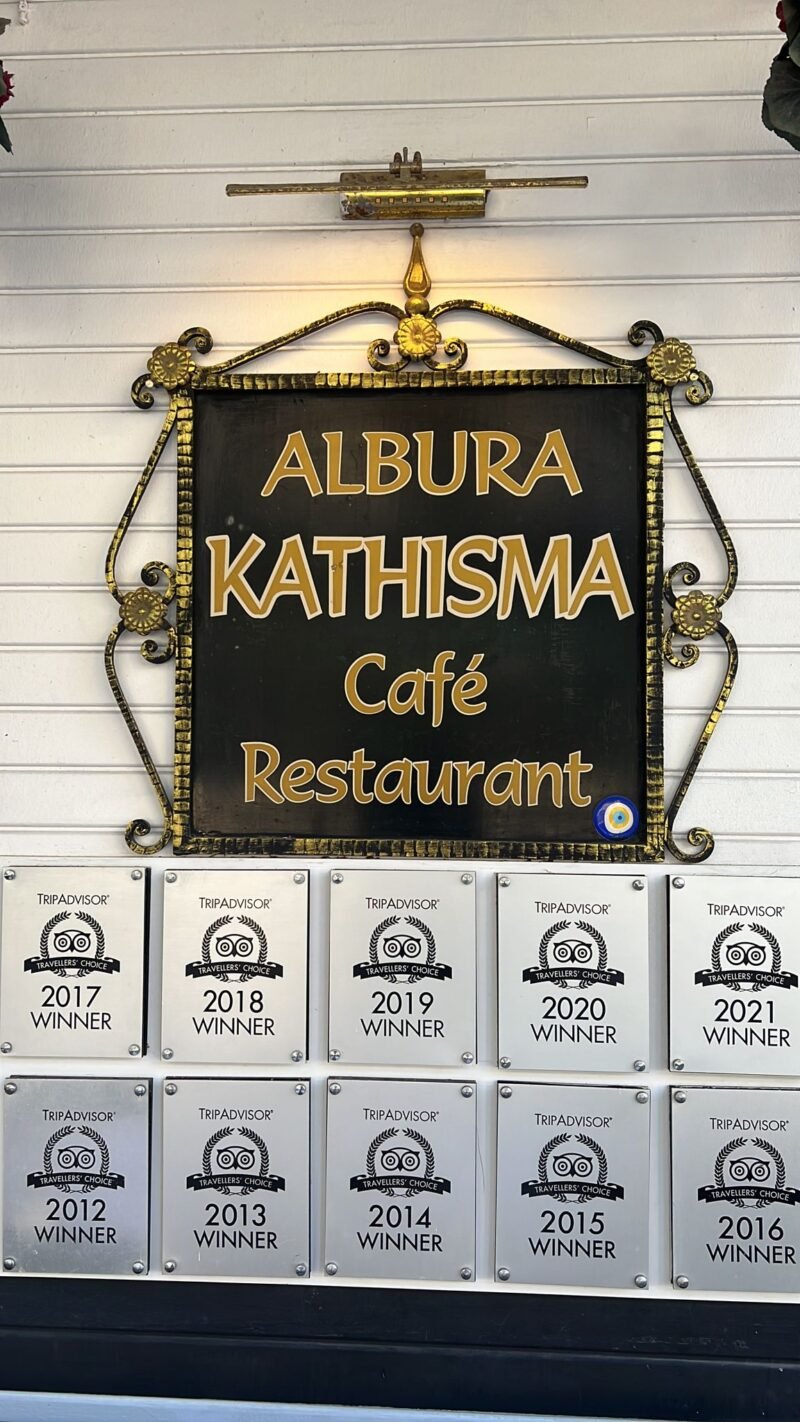 ALBURA
KATHISMA
Café
Restaurant
TRIPADVISOR®
TRAVELLERS' CHOICE
2017
WINNER
TRIPADVISOR®
TRAVELLERS' CHOICE
2018
WINNER
TRIPADVISOR®
TRAVELLERS' CHOICE
2019
WINNER
TRIPADVISOR®
TRAVELLERS' CHOICE
2020
WINNER
TRIPADVISOR®
TRAVELLERS' CHOICE
2021
WINNER
TRIPADVISOR®
TRAVELLERS' CHOICE
2012
WINNER
TRIPADVISOR®
TRAVELLERS' CHOICE
2013
WINNER
TRIPADVISOR®
TRAVELLERS' CHOICE
2014
WINNER
TRIPADVISOR®
TRAVELLERS' CHOICE
2015
WINNER
TRIPADVISOR®
TRAVELLERS' CHOICE
2016
WINNER